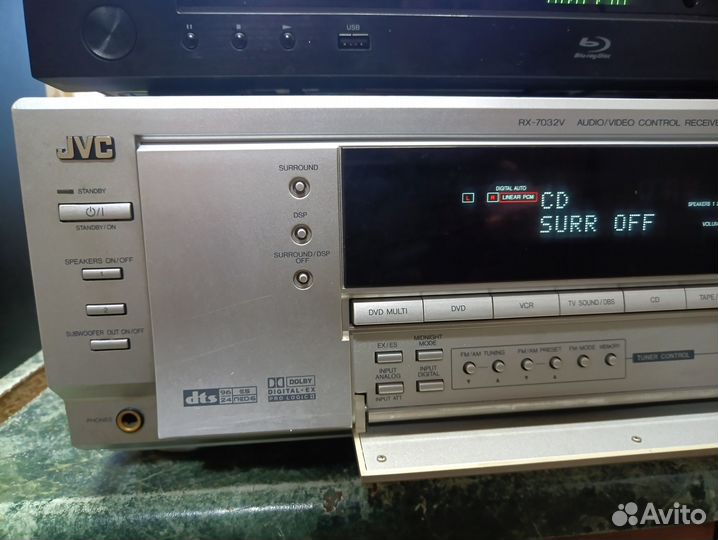 USB
Blu-ray Disc
RX-7032V AUDIO/VIDEO CONTROL RECEIVE
JVC
STANDBY
STANDBY/ON
SPEAKERS ON/OFF
1
2
SUBWOOFER OUT ON/OFF
PHONES
SURROUND
DSP
SURROUND/DSP
OFF
dts 96 ES
24 NEO:6
DOLBY
DIGITAL·EX
PRO LOGIC II
DIGITAL AUTO
L R LINEAR PCM
CD
SURR OFF
SPEAKERS 1 2
VOLUM
DVD MULTI DVD VCR TV SOUND/DBS CD TAPE/
EX/ES MIDNIGHT
MODE
INPUT
ANALOG
INPUT
DIGITAL
INPUT ATT
FM/AM TUNING FM/AM PRESET FM MODE MEMORY
TUNER CONTROL
Avito